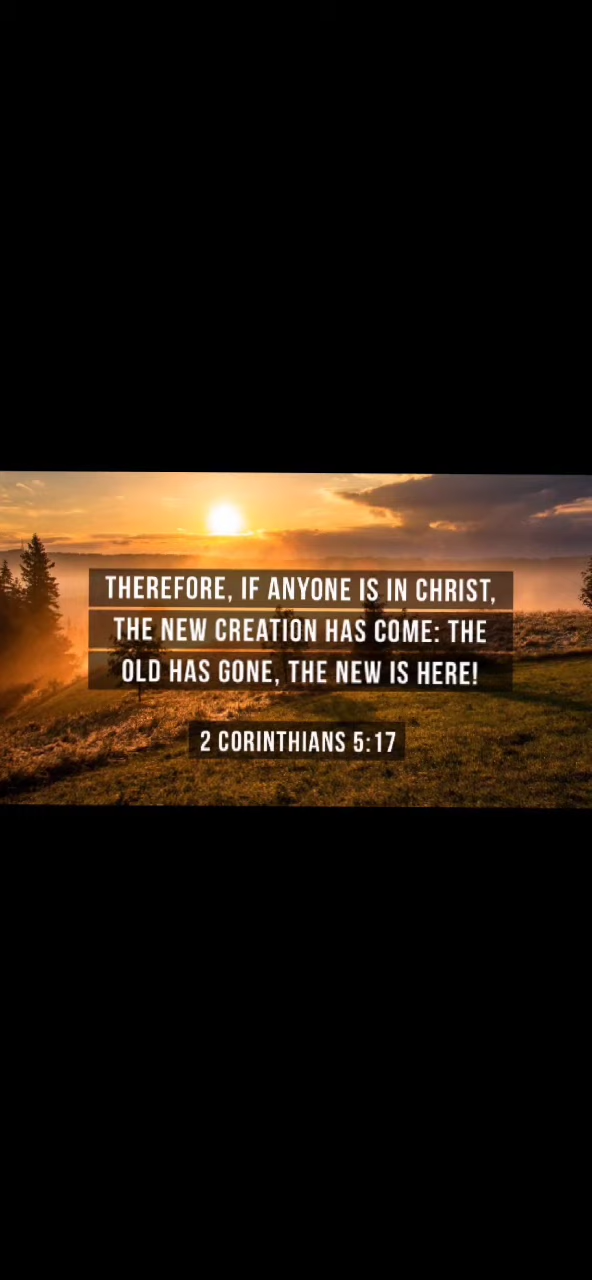 THEREFORE, IF ANYONE IS IN CHRIST,
THE NEW CREATION HAS COME: THE
OLD HAS GONE, THE NEW IS HERE!
2 CORINTHIANS 5:17